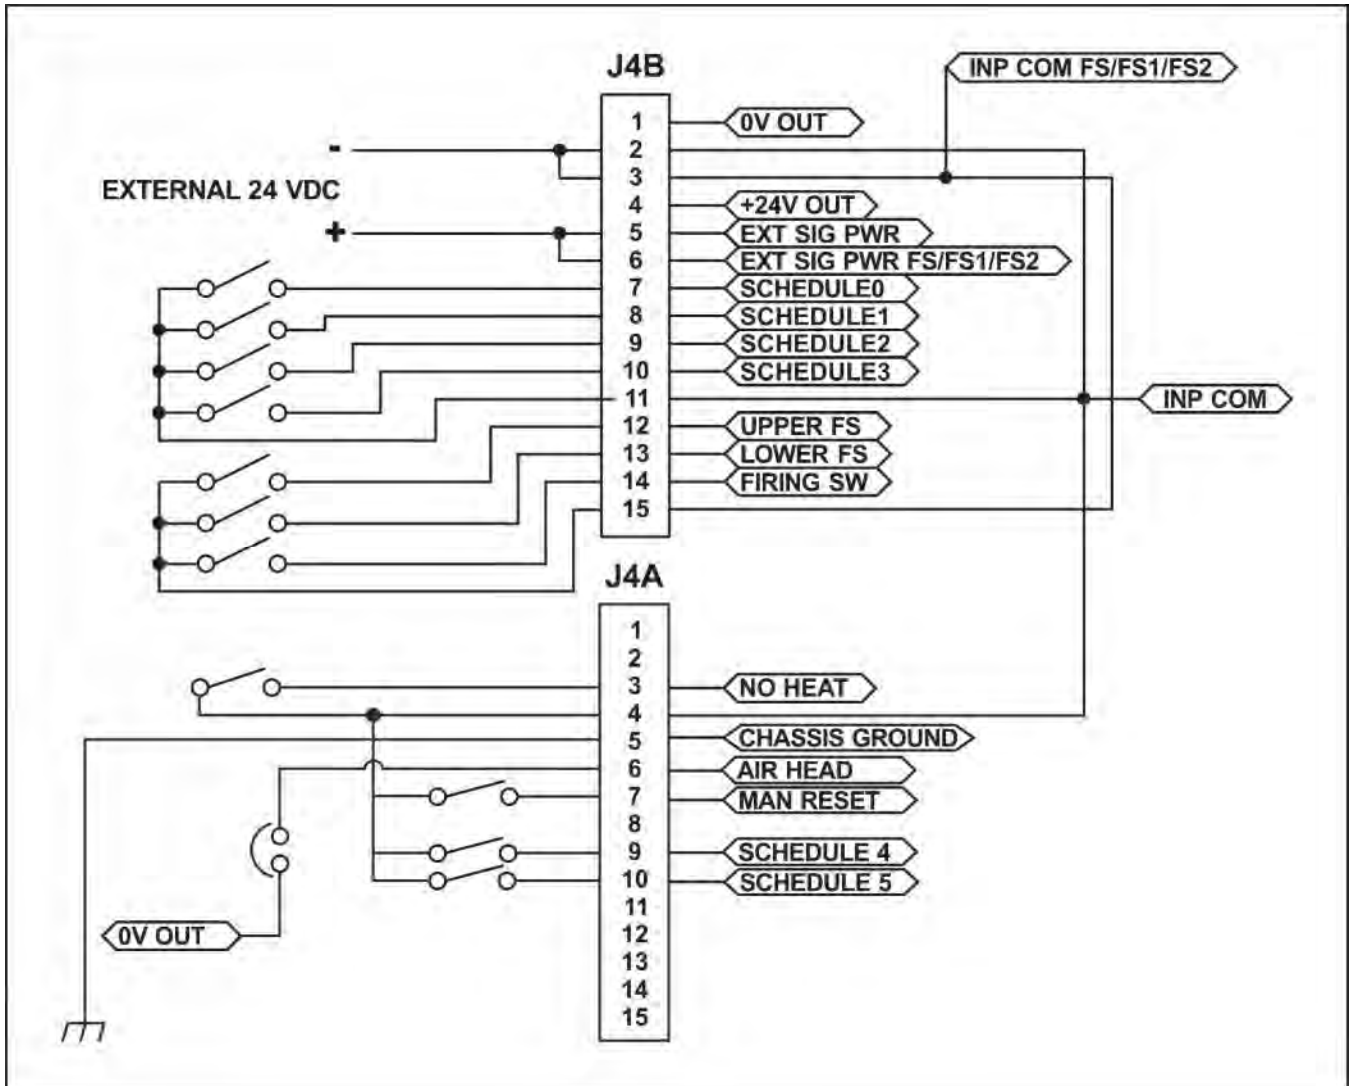 J4B
INP COM FS/FS1/FS2
1 0V OUT
- 2
3
EXTERNAL 24 VDC
4 +24V OUT
+ 5 EXT SIG PWR
6 EXT SIG PWR FS/FS1/FS2
7 SCHEDULE0
8 SCHEDULE1
9 SCHEDULE2
10 SCHEDULE3
11 INP COM
12 UPPER FS
13 LOWER FS
14 FIRING SW
15
J4A
1
2
3 NO HEAT
4
5 CHASSIS GROUND
6 AIR HEAD
7 MAN RESET
8
9 SCHEDULE 4
10 SCHEDULE 5
11
0V OUT 12
13
14
15